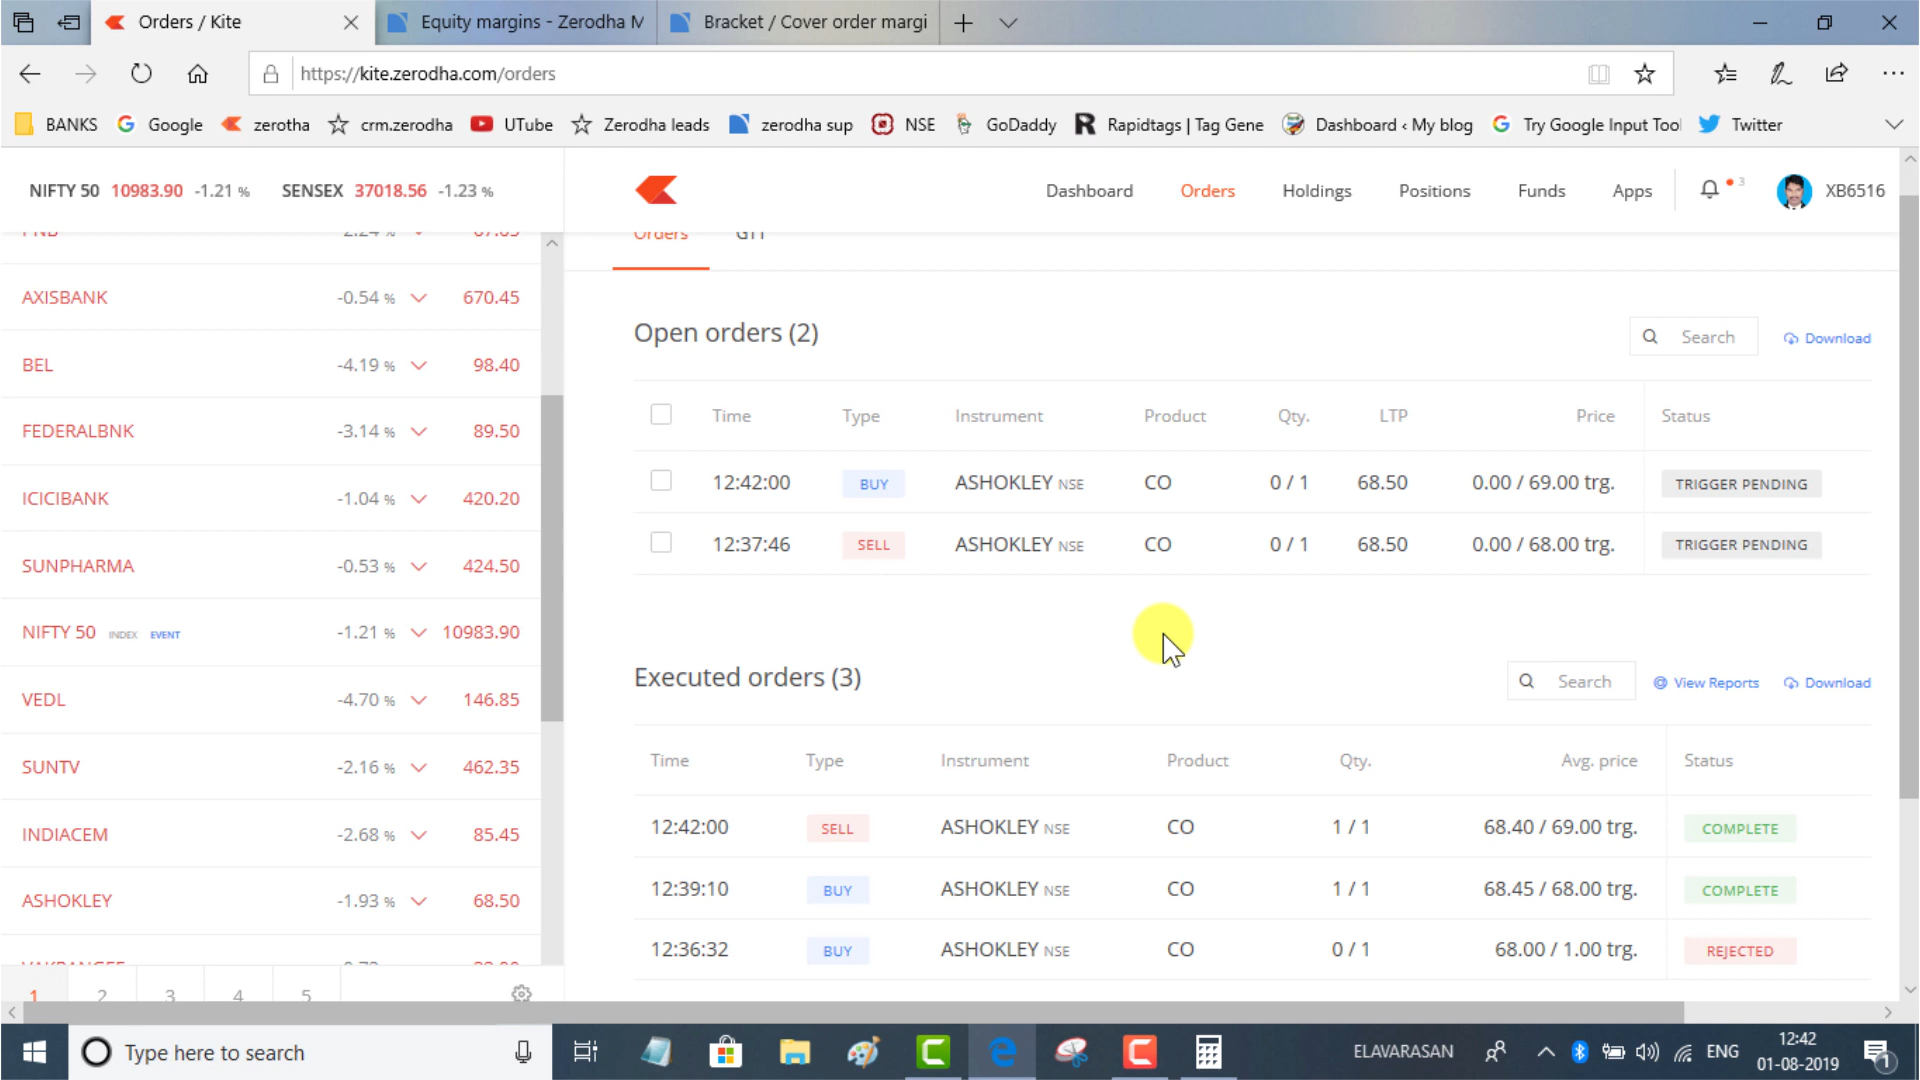 Orders / Kite
Equity margins - Zerodha M
Bracket / Cover order margi
https://kite.zerodha.com/orders
BANKS
Google
zerotha
crm.zerodha
UTube
Zerodha leads
zerodha sup
NSE
GoDaddy
Rapidtags | Tag Gene
Dashboard ‹ My blog
Try Google Input Tool
Twitter
NIFTY 50 10983.90 -1.21 %
SENSEX 37018.56 -1.23 %
Dashboard
Orders
Holdings
Positions
Funds
Apps
3
XB6516
PNB -2.24 % 67.65
AXISBANK -0.54 % 670.45
BEL -4.19 % 98.40
FEDERALBNK -3.14 % 89.50
ICICIBANK -1.04 % 420.20
SUNPHARMA -0.53 % 424.50
NIFTY 50 INDEX EVENT -1.21 % 10983.90
VEDL -4.70 % 146.85
SUNTV -2.16 % 462.35
INDIACEM -2.68 % 85.45
ASHOKLEY -1.93 % 68.50
1 2 3 4 5
Orders GTT
Open orders (2)
Search
Download
Time Type Instrument Product Qty. LTP Price Status
12:42:00 BUY ASHOKLEY NSE CO 0 / 1 68.50 0.00 / 69.00 trg. TRIGGER PENDING
12:37:46 SELL ASHOKLEY NSE CO 0 / 1 68.50 0.00 / 68.00 trg. TRIGGER PENDING
Executed orders (3)
Search
View Reports
Download
Time Type Instrument Product Qty. Avg. price Status
12:42:00 SELL ASHOKLEY NSE CO 1 / 1 68.40 / 69.00 trg. COMPLETE
12:39:10 BUY ASHOKLEY NSE CO 1 / 1 68.45 / 68.00 trg. COMPLETE
12:36:32 BUY ASHOKLEY NSE CO 0 / 1 68.00 / 1.00 trg. REJECTED
Type here to search
ELAVARASAN
ENG
12:42
01-08-2019
1